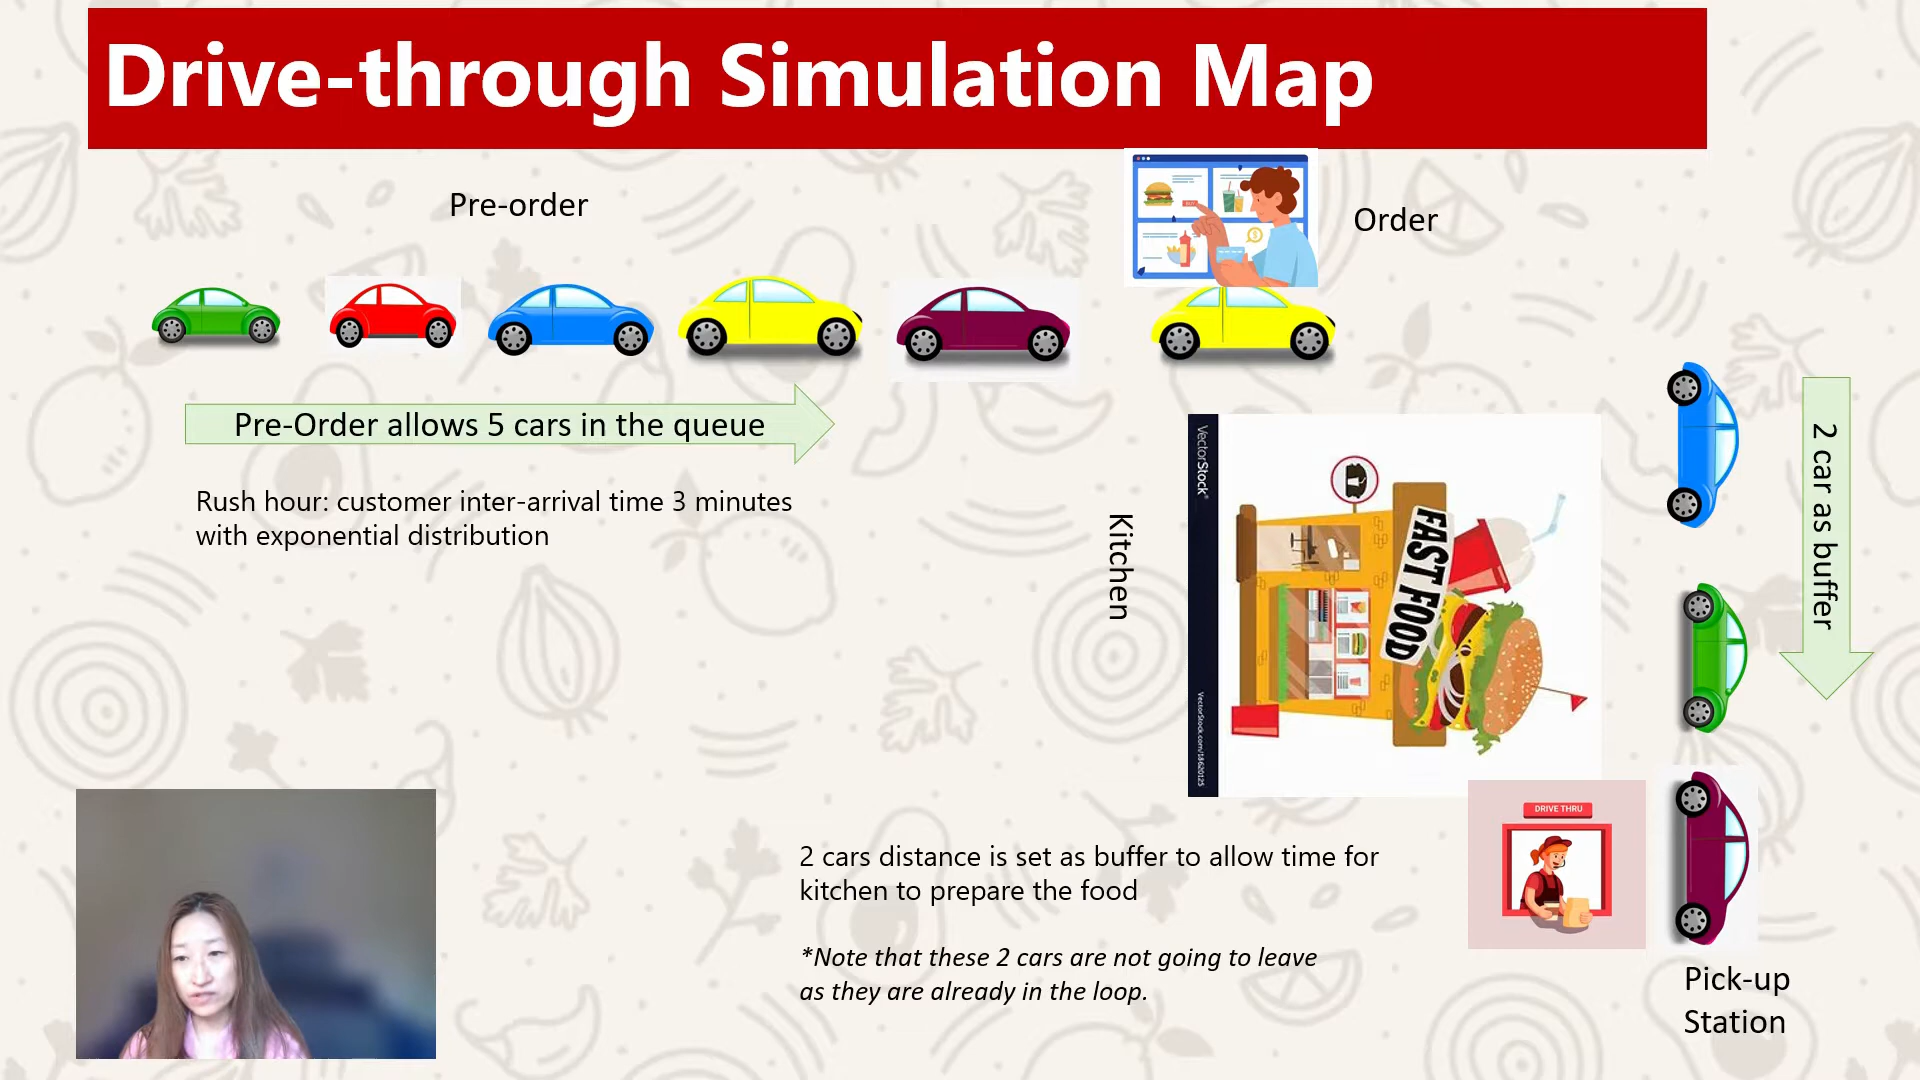 Drive-through Simulation Map
Pre-order
Order
Pre-Order allows 5 cars in the queue
Rush hour: customer inter-arrival time 3 minutes
with exponential distribution
Kitchen
VectorStock®
VectorStock.com/18620125
FAST FOOD
2 car as buffer
DRIVE THRU
2 cars distance is set as buffer to allow time for
kitchen to prepare the food
*Note that these 2 cars are not going to leave
as they are already in the loop.
Pick-up
Station